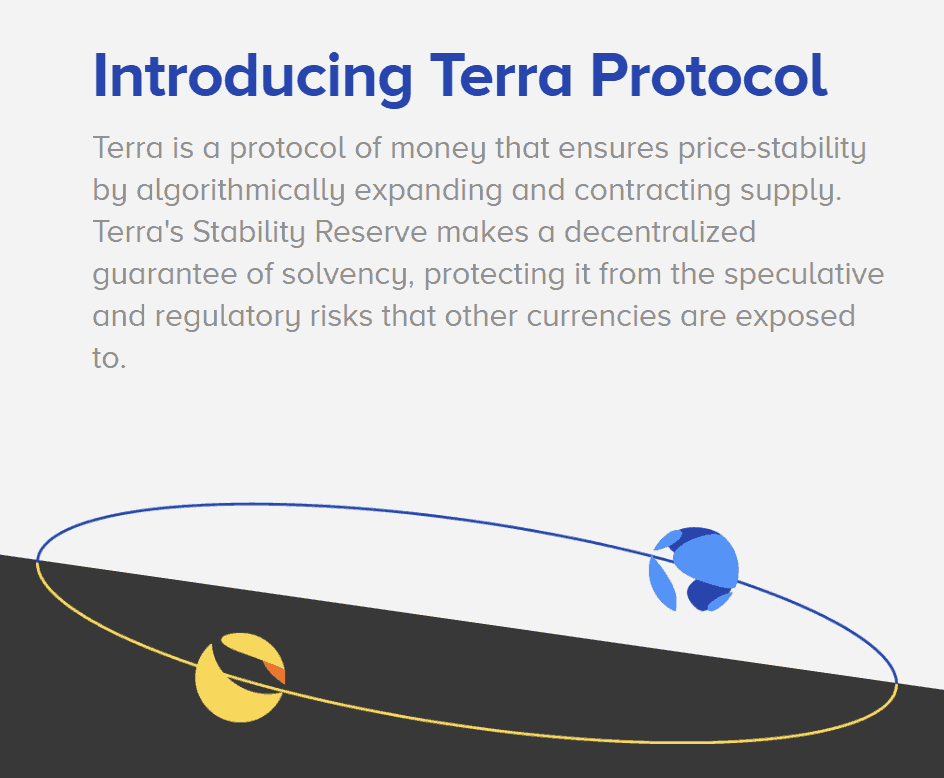 Introducing Terra Protocol
Terra is a protocol of money that ensures price-stability
by algorithmically expanding and contracting supply.
Terra's Stability Reserve makes a decentralized
guarantee of solvency, protecting it from the speculative
and regulatory risks that other currencies are exposed
to.